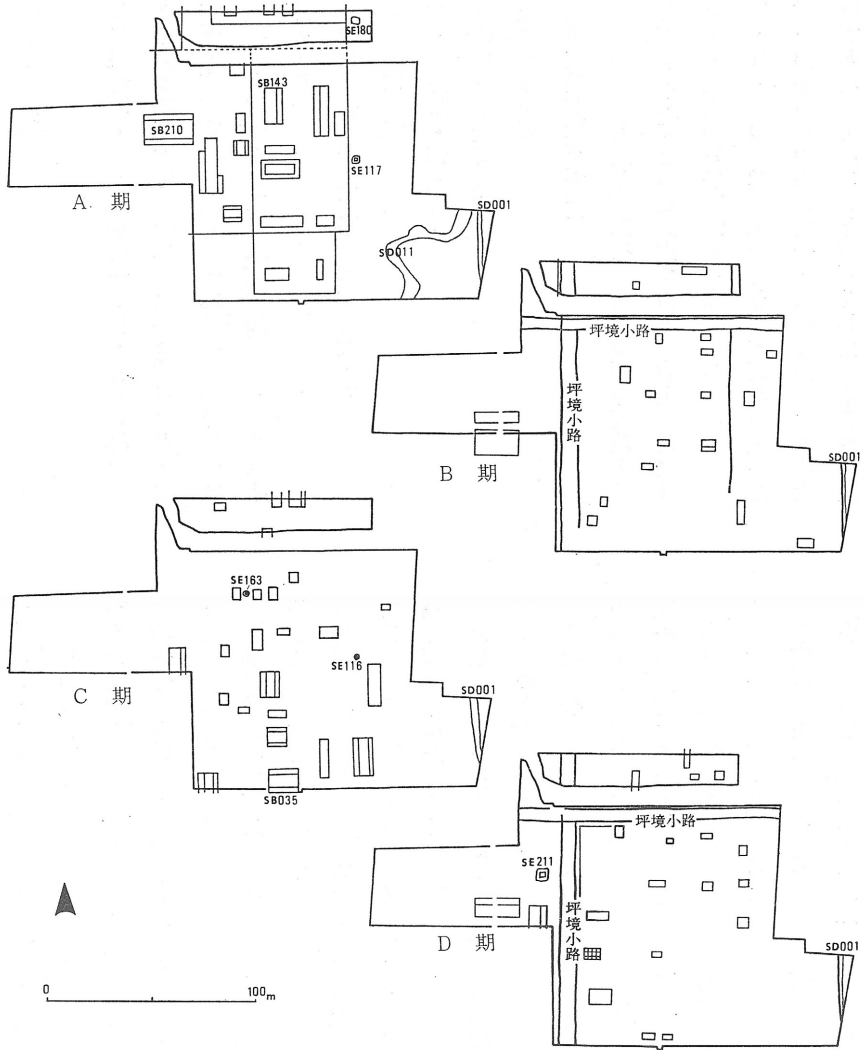 SE180
SB143
SB210
SE117
A 期
SD001
SD011
坪境小路
坪境小路
SD001
B 期
SE163
SE116
C 期
SD001
SB035
坪境小路
SE211
坪境小路
D 期
SD001
0 100m